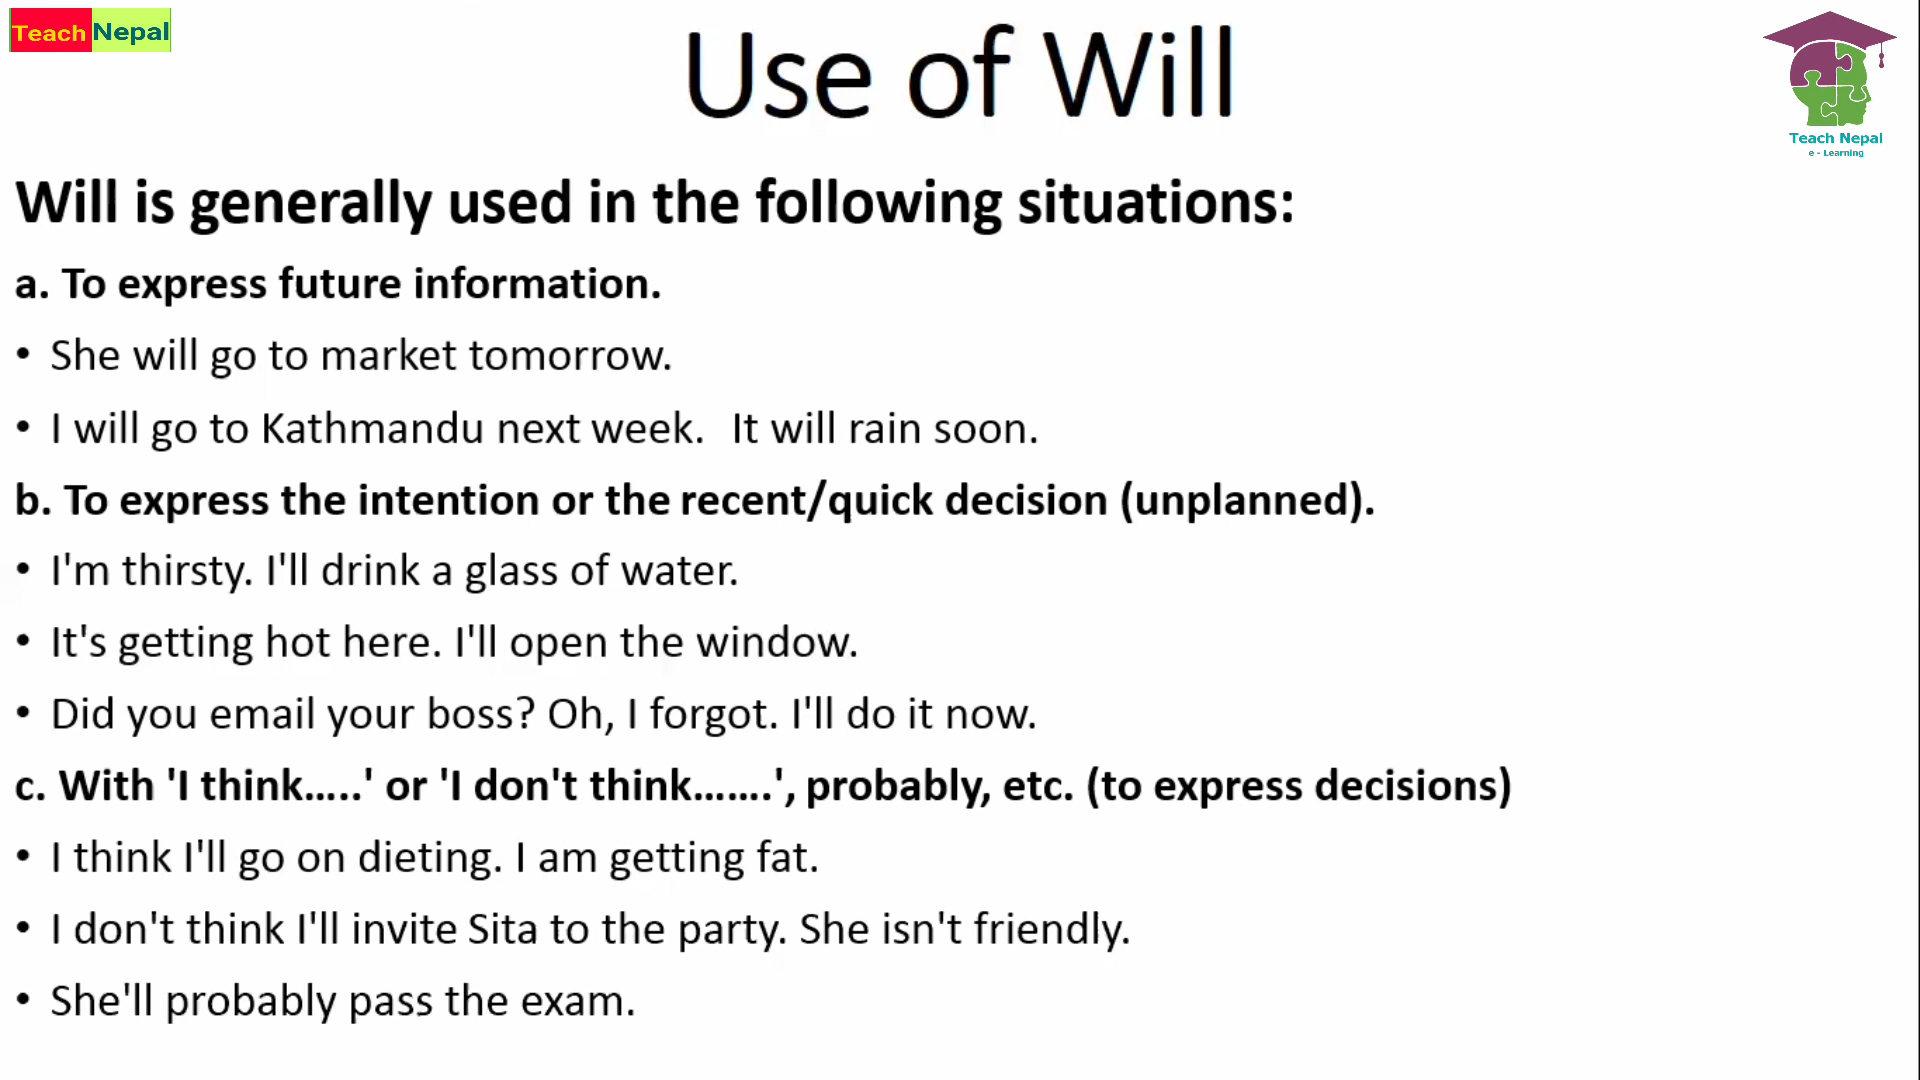 Teach Nepal
Use of Will
Teach Nepal
e - Learning
Will is generally used in the following situations:
a. To express future information.
• She will go to market tomorrow.
• I will go to Kathmandu next week. It will rain soon.
b. To express the intention or the recent/quick decision (unplanned).
• I'm thirsty. I'll drink a glass of water.
• It's getting hot here. I'll open the window.
• Did you email your boss? Oh, I forgot. I'll do it now.
c. With 'I think…..' or 'I don't think…….', probably, etc. (to express decisions)
• I think I'll go on dieting. I am getting fat.
• I don't think I'll invite Sita to the party. She isn't friendly.
• She'll probably pass the exam.